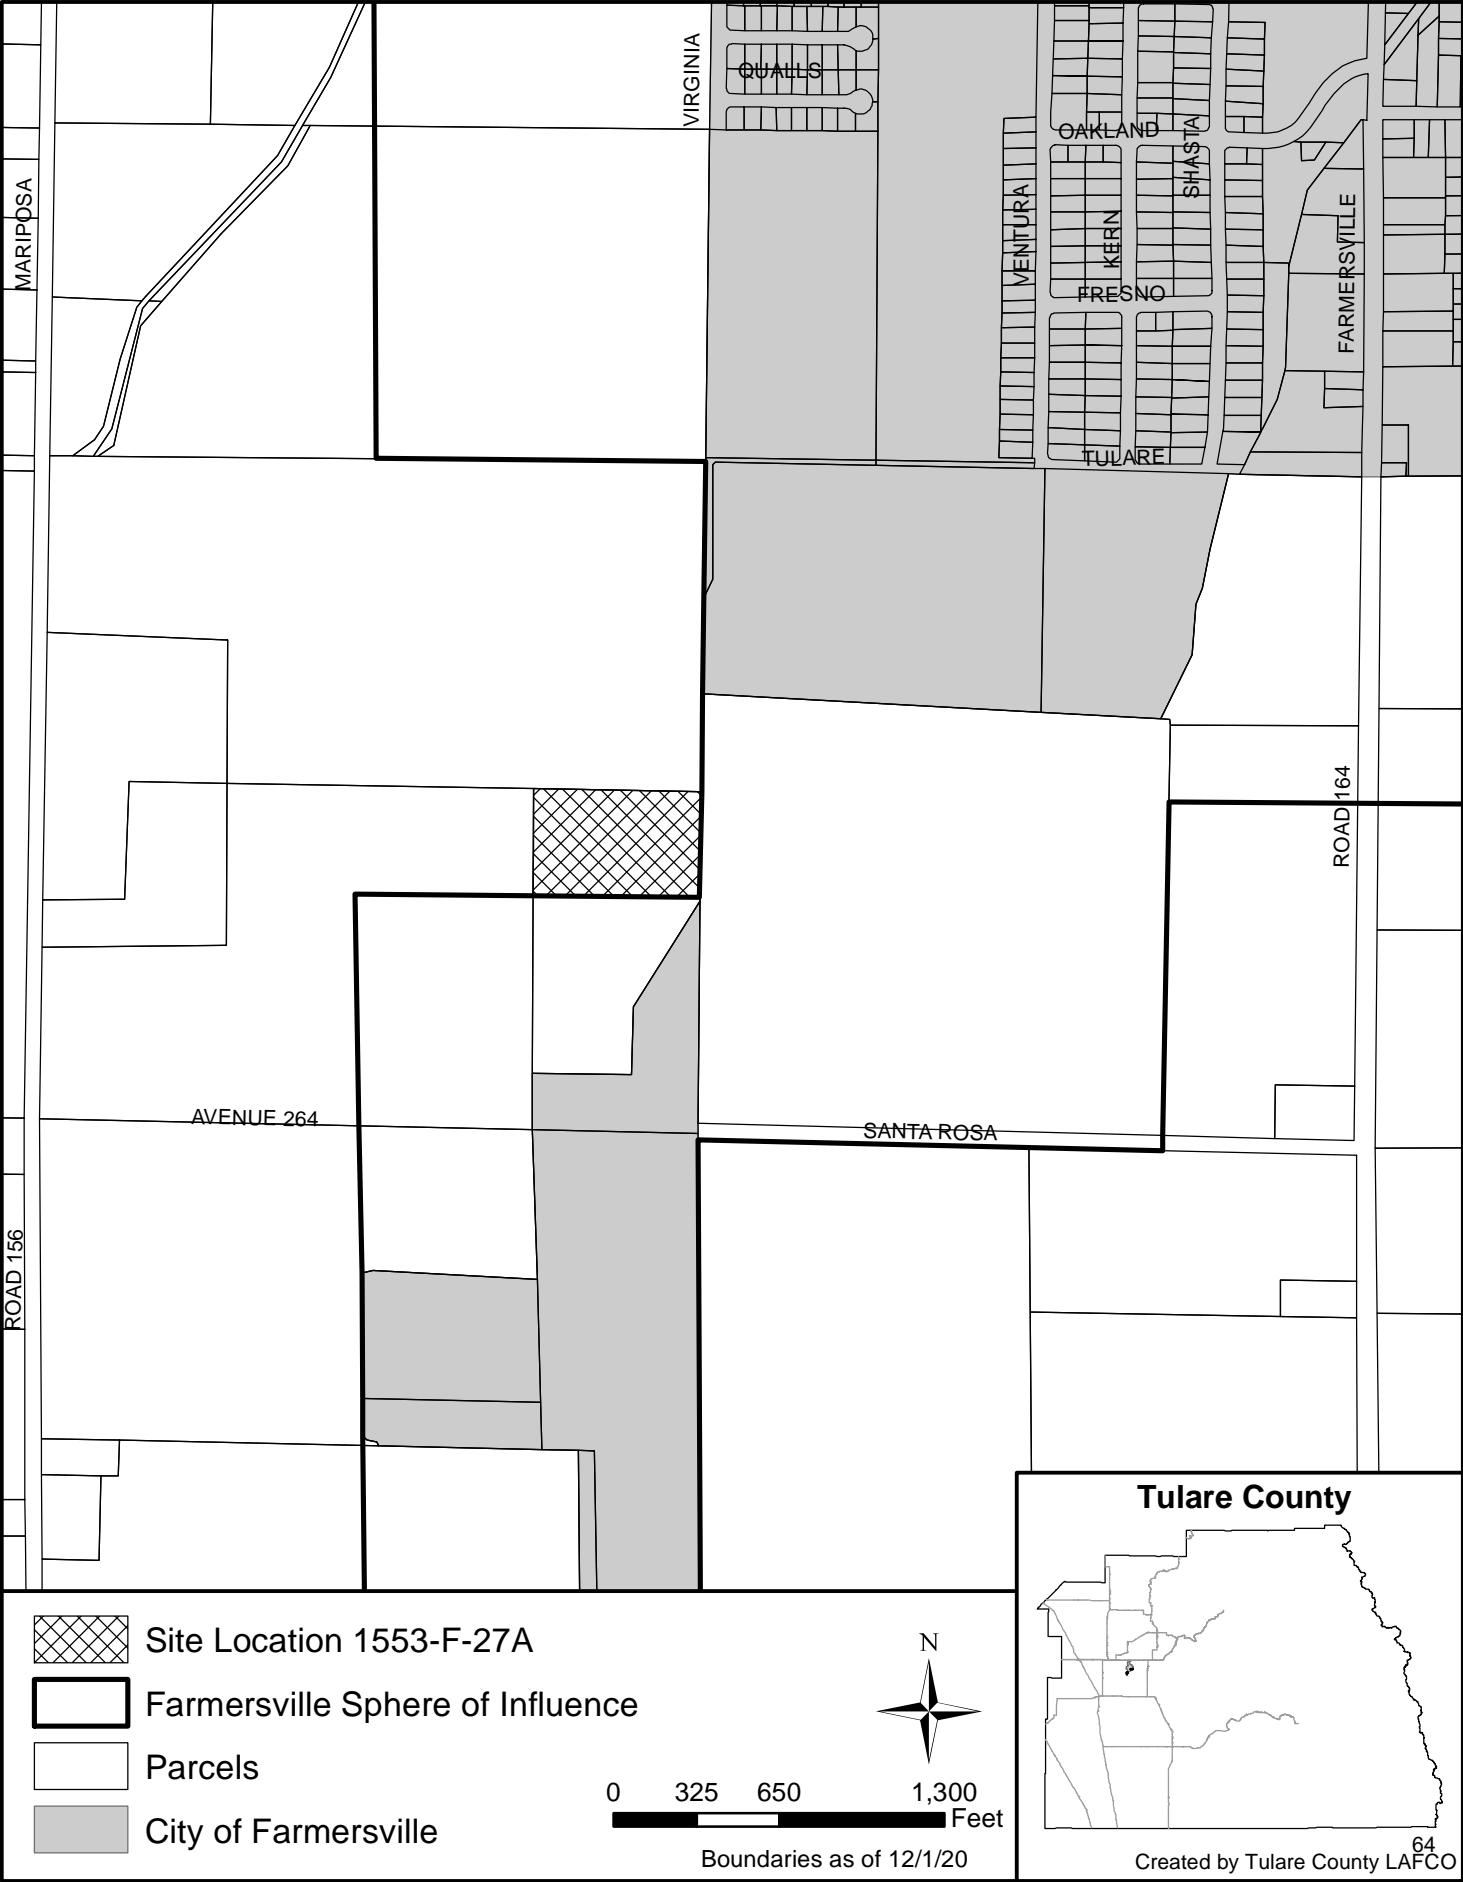 VIRGINIA
QUALLS
OAKLAND
SHASTA
MARIPOSA
VENTURA
KERN
FARMERSVILLE
FRESNO
TULARE
ROAD 164
AVENUE 264
SANTA ROSA
ROAD 156
Tulare County
Site Location 1553-F-27A
Farmersville Sphere of Influence
Parcels
City of Farmersville
N
0 325 650 1,300
Feet
Boundaries as of 12/1/20
64
Created by Tulare County LAFCO